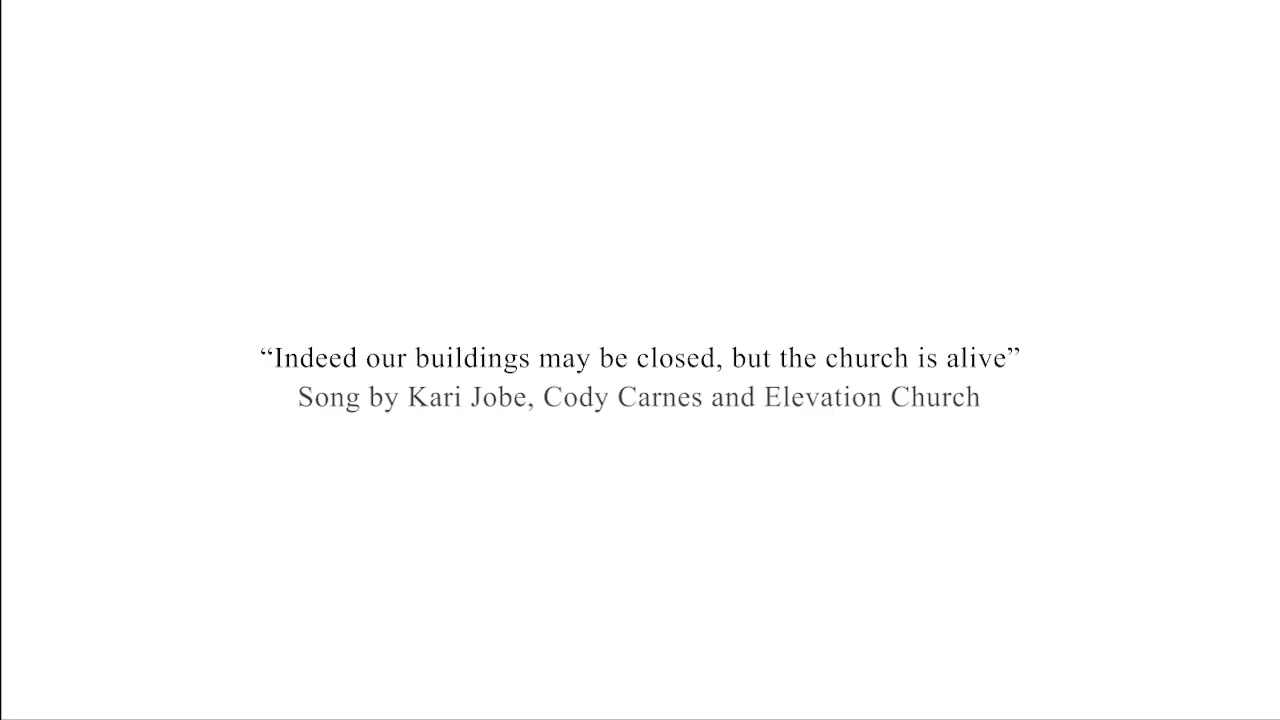 “Indeed our buildings may be closed, but the church is alive”
Song by Kari Jobe, Cody Carnes and Elevation Church